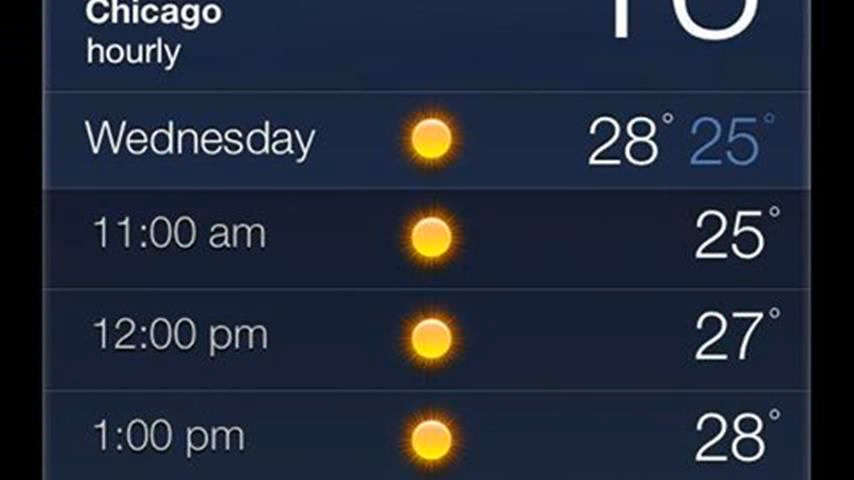 Chicago
hourly
Wednesday 28° 25°
11:00 am 25°
12:00 pm 27°
1:00 pm 28°